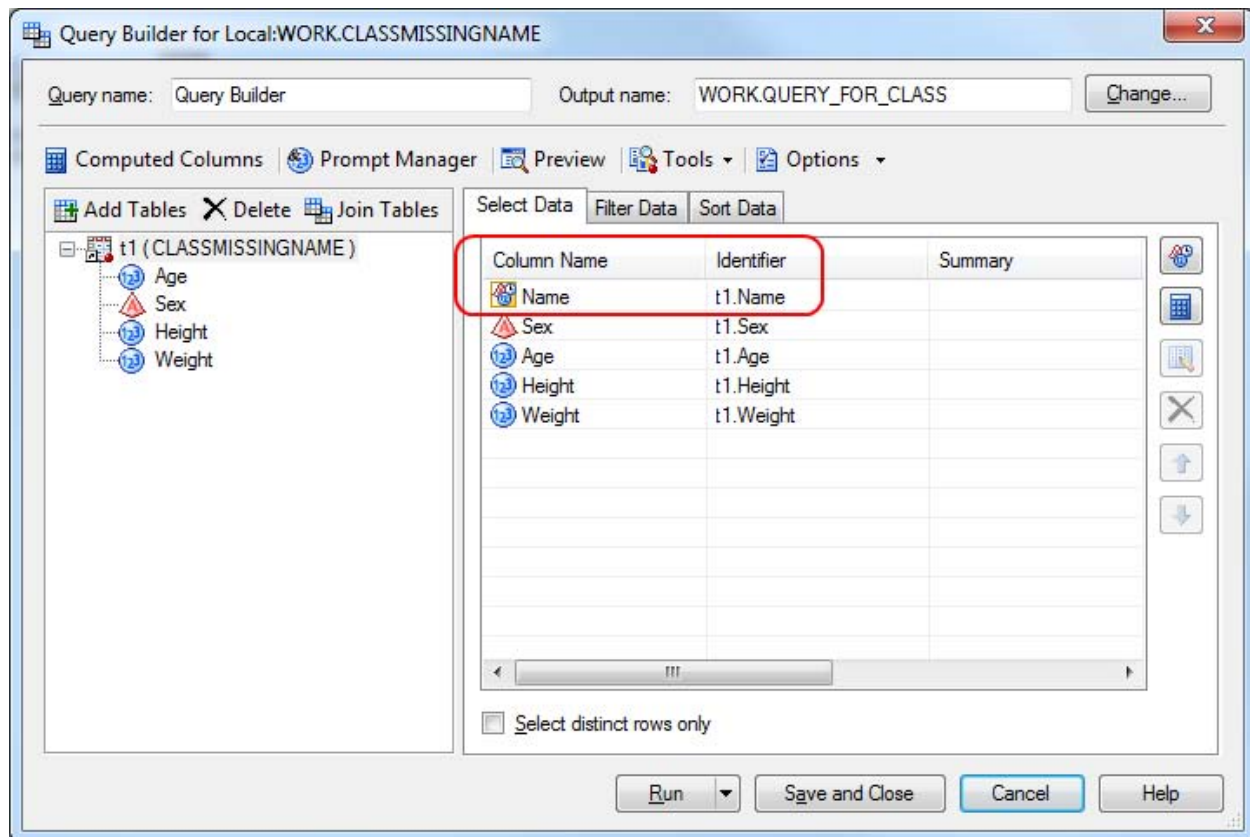 Query Builder for Local:WORK.CLASSMISSINGNAME
Query name: Query Builder Output name: WORK.QUERY_FOR_CLASS Change...
Computed Columns Prompt Manager Preview Tools Options
Add Tables Delete Join Tables
t1 (CLASSMISSINGNAME)
Age
Sex
Height
Weight
Select Data Filter Data Sort Data
Column Name Identifier Summary
Name t1.Name
Sex t1.Sex
Age t1.Age
Height t1.Height
Weight t1.Weight
Select distinct rows only
Run Save and Close Cancel Help